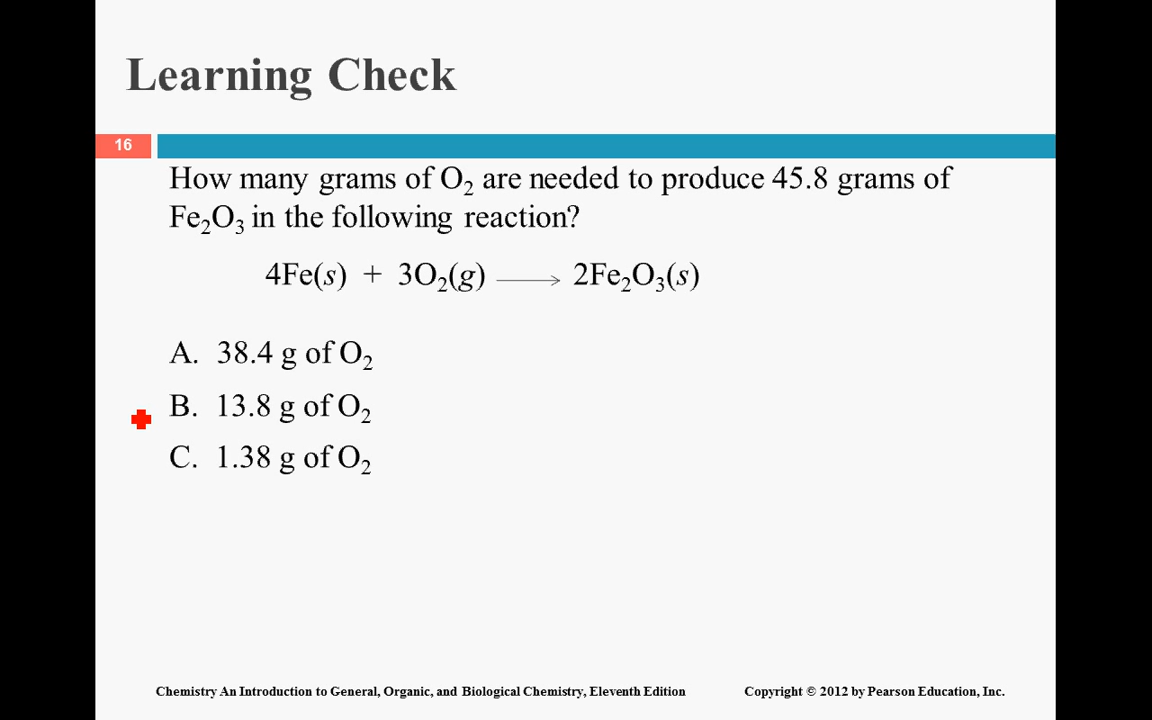 Learning Check
16
How many grams of O₂ are needed to produce 45.8 grams of
Fe₂O₃ in the following reaction?
4Fe(s) + 3O₂(g) ⟶ 2Fe₂O₃(s)
A. 38.4 g of O₂
B. 13.8 g of O₂
C. 1.38 g of O₂
Chemistry An Introduction to General, Organic, and Biological Chemistry, Eleventh Edition Copyright © 2012 by Pearson Education, Inc.